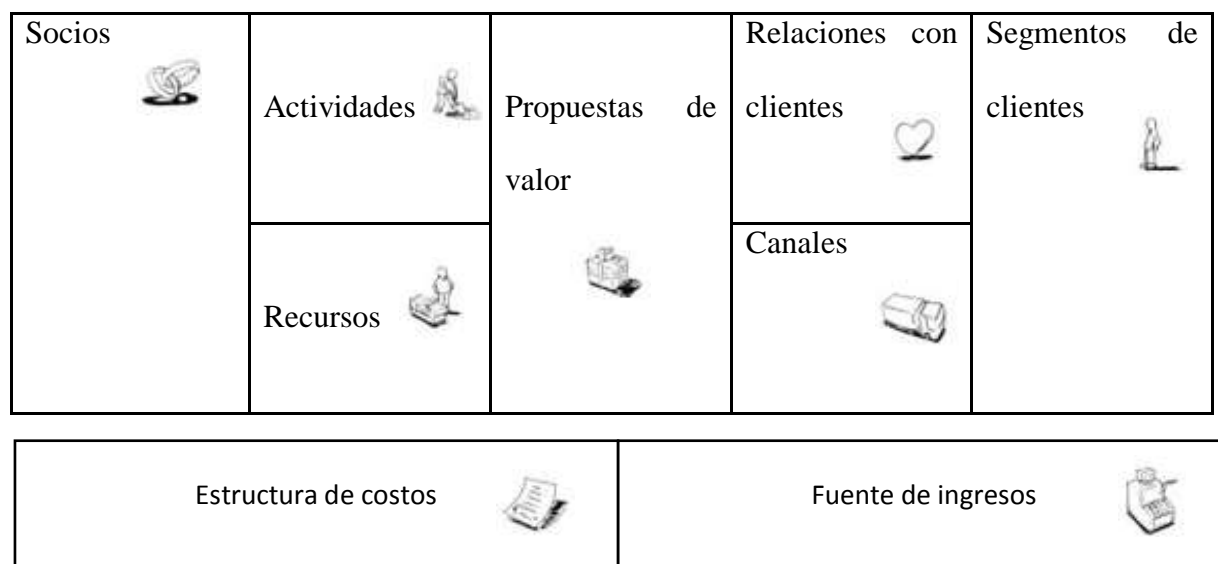 Socios
Actividades
Recursos
Propuestas de
valor
Relaciones con
clientes
Canales
Segmentos de
clientes
Estructura de costos
Fuente de ingresos